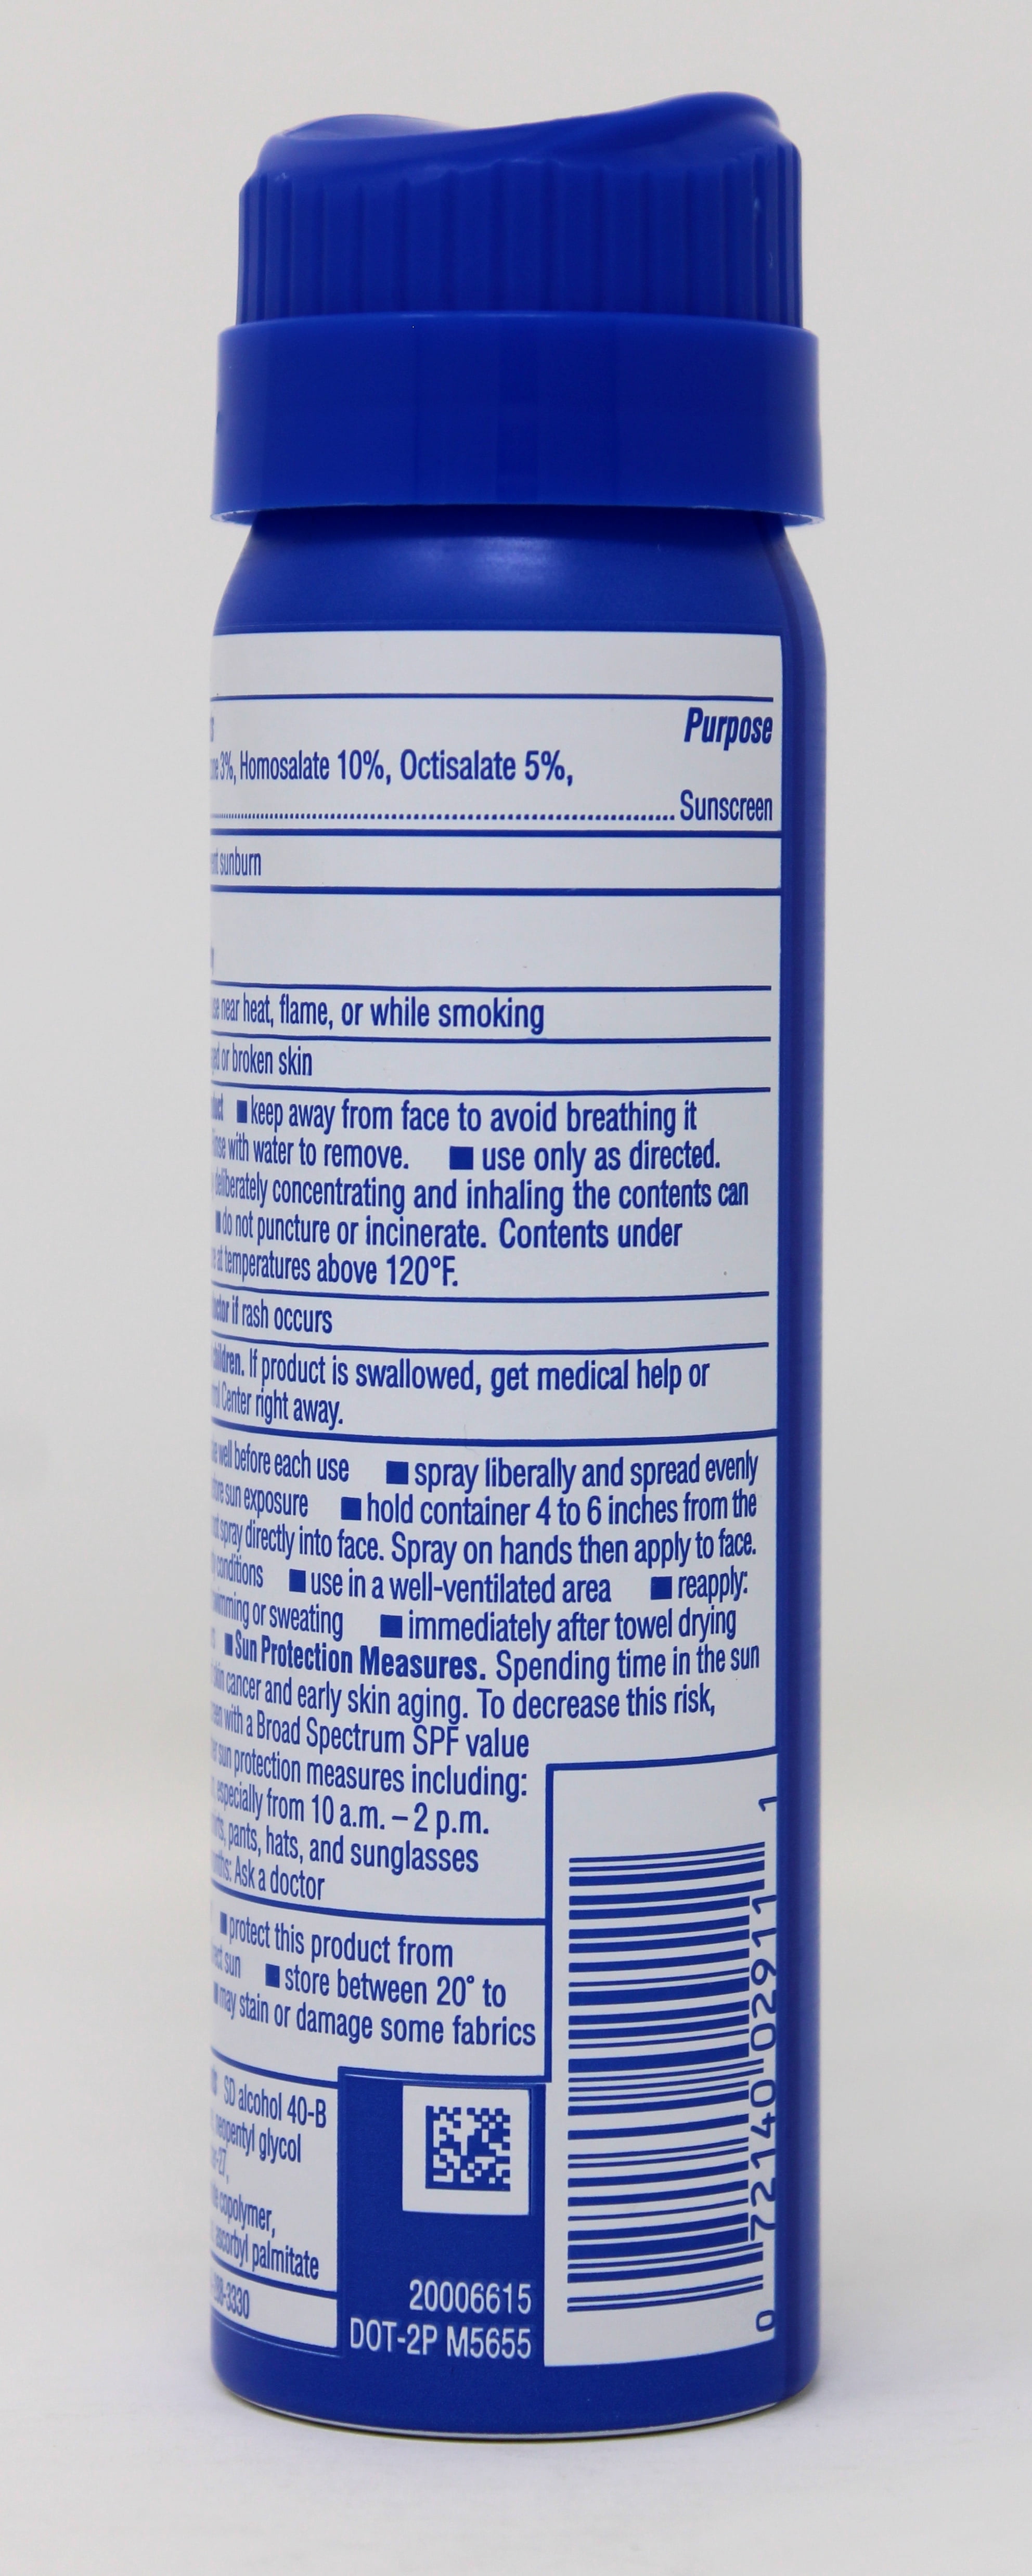 Purpose
3%, Homosalate 10%, Octisalate 5%,
Sunscreen
sunburn
near heat, flame, or while smoking
or broken skin
■ keep away from face to avoid breathing it
with water to remove. ■ use only as directed.
deliberately concentrating and inhaling the contents can
■ do not puncture or incinerate. Contents under
at temperatures above 120°F.
if rash occurs
children. If product is swallowed, get medical help or
Center right away.
well before each use ■ spray liberally and spread evenly
sun exposure ■ hold container 4 to 6 inches from the
spray directly into face. Spray on hands then apply to face.
conditions ■ use in a well-ventilated area ■ reapply:
or sweating ■ immediately after towel drying
■ Sun Protection Measures. Spending time in the sun
skin cancer and early skin aging. To decrease this risk,
with a Broad Spectrum SPF value
sun protection measures including:
especially from 10 a.m. – 2 p.m.
pants, hats, and sunglasses
Ask a doctor
■ protect this product from
sun ■ store between 20° to
■ may stain or damage some fabrics
SD alcohol 40-B
neopentyl glycol
copolymer,
ascorbyl palmitate
-3330
20006615
DOT-2P M5655
0 72140 02911 1